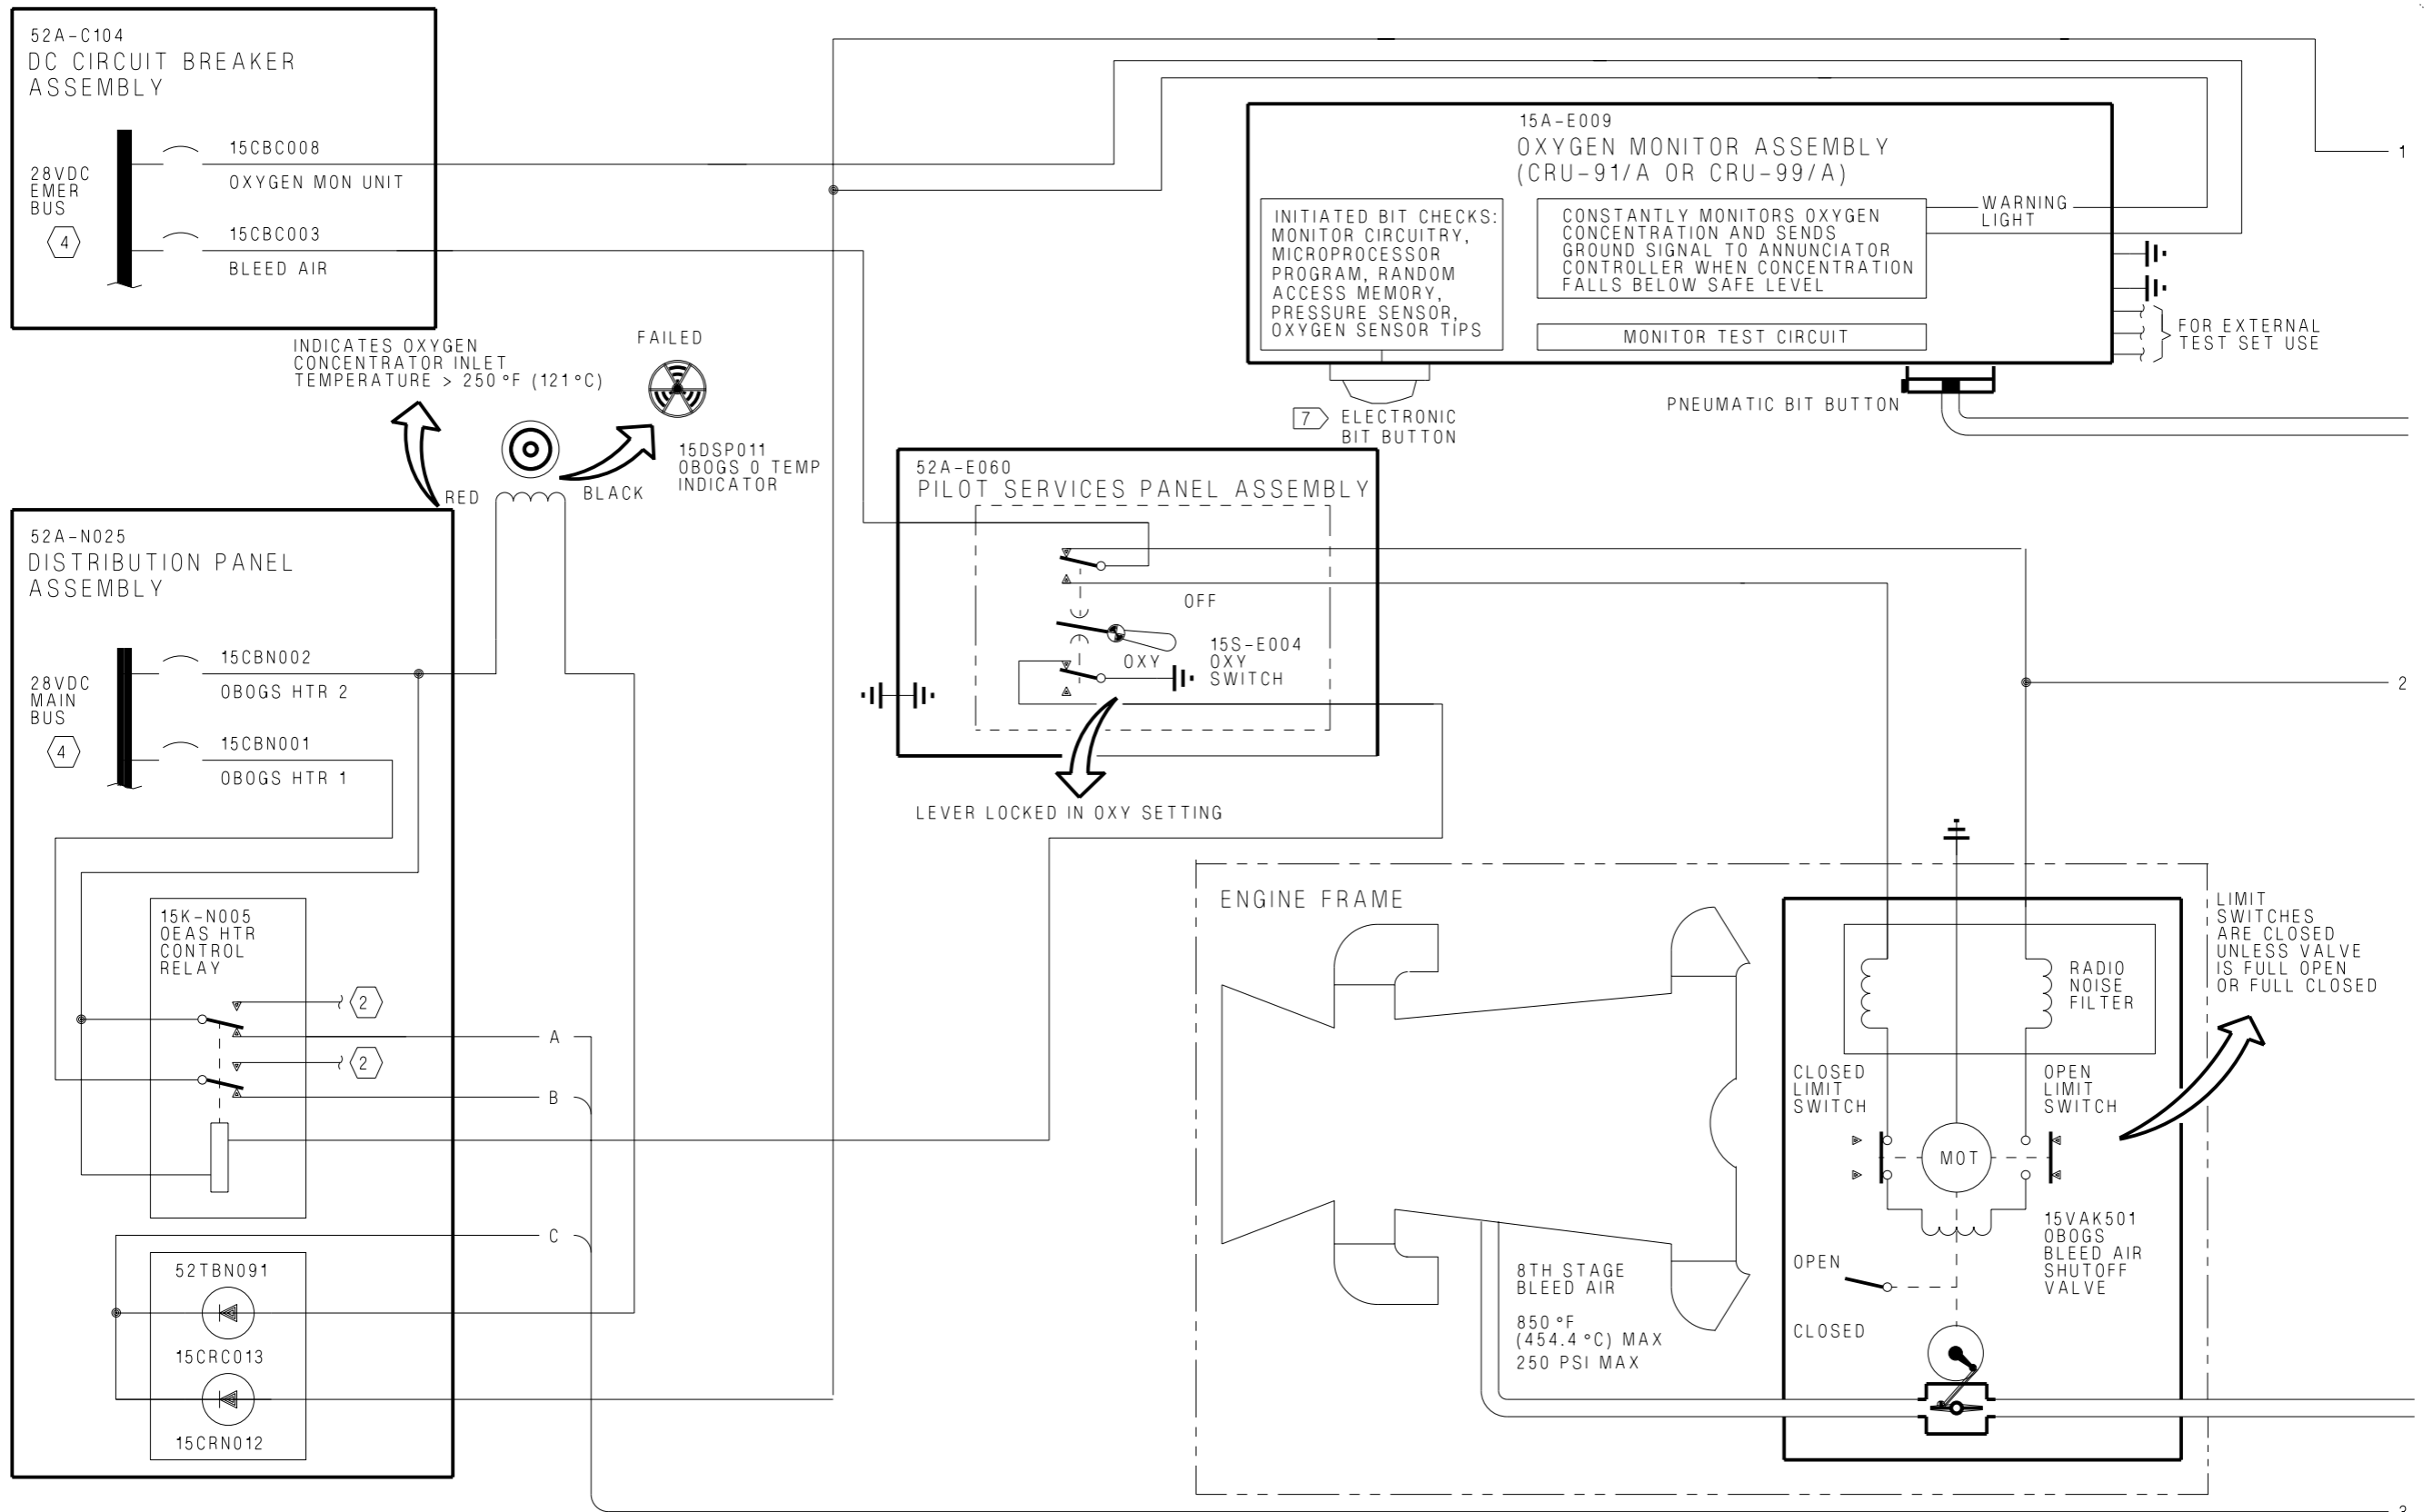 52A-C104
DC CIRCUIT BREAKER
ASSEMBLY
28VDC
EMER
BUS
4
15CBC008
OXYGEN MON UNIT
15CBC003
BLEED AIR
1
15A-E009
OXYGEN MONITOR ASSEMBLY
(CRU-91/A OR CRU-99/A)
INITIATED BIT CHECKS:
MONITOR CIRCUITRY,
MICROPROCESSOR
PROGRAM, RANDOM
ACCESS MEMORY,
PRESSURE SENSOR,
OXYGEN SENSOR TIPS
CONSTANTLY MONITORS OXYGEN
CONCENTRATION AND SENDS
GROUND SIGNAL TO ANNUNCIATOR
CONTROLLER WHEN CONCENTRATION
FALLS BELOW SAFE LEVEL
MONITOR TEST CIRCUIT
WARNING
LIGHT
FOR EXTERNAL
TEST SET USE
7
ELECTRONIC
BIT BUTTON
PNEUMATIC BIT BUTTON
INDICATES OXYGEN
CONCENTRATOR INLET
TEMPERATURE > 250 °F (121 °C)
FAILED
RED
BLACK
15DSP011
OBOGS O TEMP
INDICATOR
52A-E060
PILOT SERVICES PANEL ASSEMBLY
OFF
OXY
15S-E004
OXY
SWITCH
LEVER LOCKED IN OXY SETTING
2
52A-N025
DISTRIBUTION PANEL
ASSEMBLY
28VDC
MAIN
BUS
4
15CBN002
OBOGS HTR 2
15CBN001
OBOGS HTR 1
15K-N005
OEAS HTR
CONTROL
RELAY
2
2
A
B
C
52TBN091
15CRC013
15CRN012
ENGINE FRAME
8TH STAGE
BLEED AIR
850 °F
(454.4 °C) MAX
250 PSI MAX
LIMIT
SWITCHES
ARE CLOSED
UNLESS VALVE
IS FULL OPEN
OR FULL CLOSED
RADIO
NOISE
FILTER
CLOSED
LIMIT
SWITCH
OPEN
LIMIT
SWITCH
MOT
15VAK501
OBOGS
BLEED AIR
SHUTOFF
VALVE
OPEN
CLOSED
3